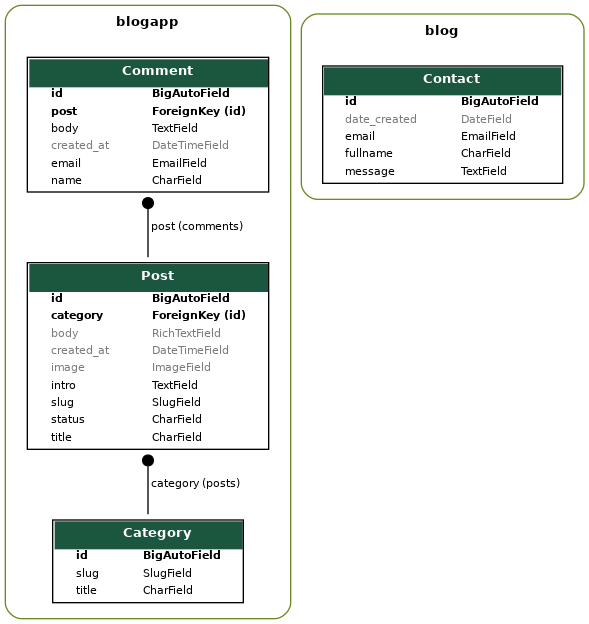 blogapp
Comment
id BigAutoField
post ForeignKey (id)
body TextField
created_at DateTimeField
email EmailField
name CharField
post (comments)
Post
id BigAutoField
category ForeignKey (id)
body RichTextField
created_at DateTimeField
image ImageField
intro TextField
slug SlugField
status CharField
title CharField
category (posts)
Category
id BigAutoField
slug SlugField
title CharField
blog
Contact
id BigAutoField
date_created DateField
email EmailField
fullname CharField
message TextField